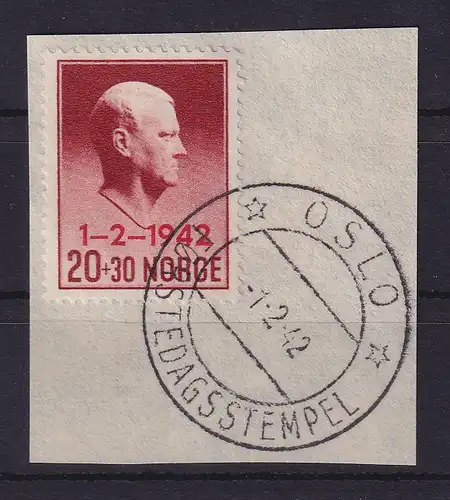 1-2-1942
20+30 NORGE
☆ OSLO ☆
-1.2.42
FØRSTEDAGSSTEMPEL